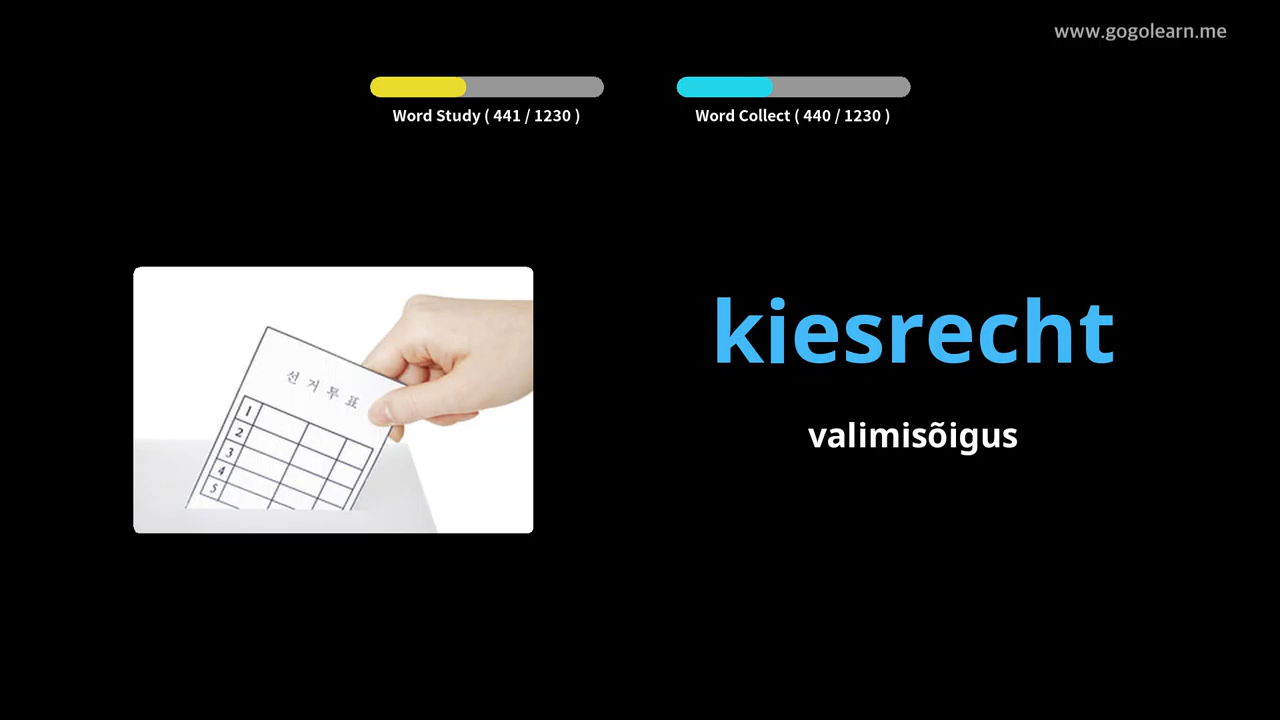 www.gogolearn.me
Word Study ( 441 / 1230 )
Word Collect ( 440 / 1230 )
선거투표
1
2
3
4
5
kiesrecht
valimisõigus